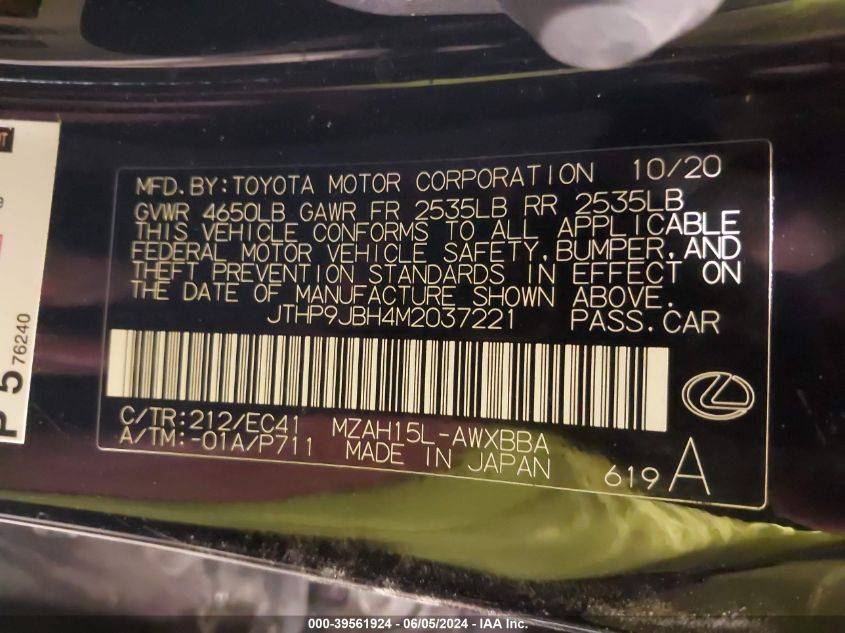 MFD. BY: TOYOTA MOTOR CORPORATION 10/20
GVWR 4650LB GAWR FR 2535LB RR 2535LB
THIS VEHICLE CONFORMS TO ALL APPLICABLE
FEDERAL MOTOR VEHICLE SAFETY, BUMPER, AND
THEFT PREVENTION STANDARDS IN EFFECT ON
THE DATE OF MANUFACTURE SHOWN ABOVE.
JTHP9JBH4M2037221 PASS. CAR
C/TR: 212/EC41 MZAH15L-AWXBBA
A/TM: -01A/P711 MADE IN JAPAN
619 A
P 5 76240
000-39561924 - 06/05/2024 - IAA Inc.